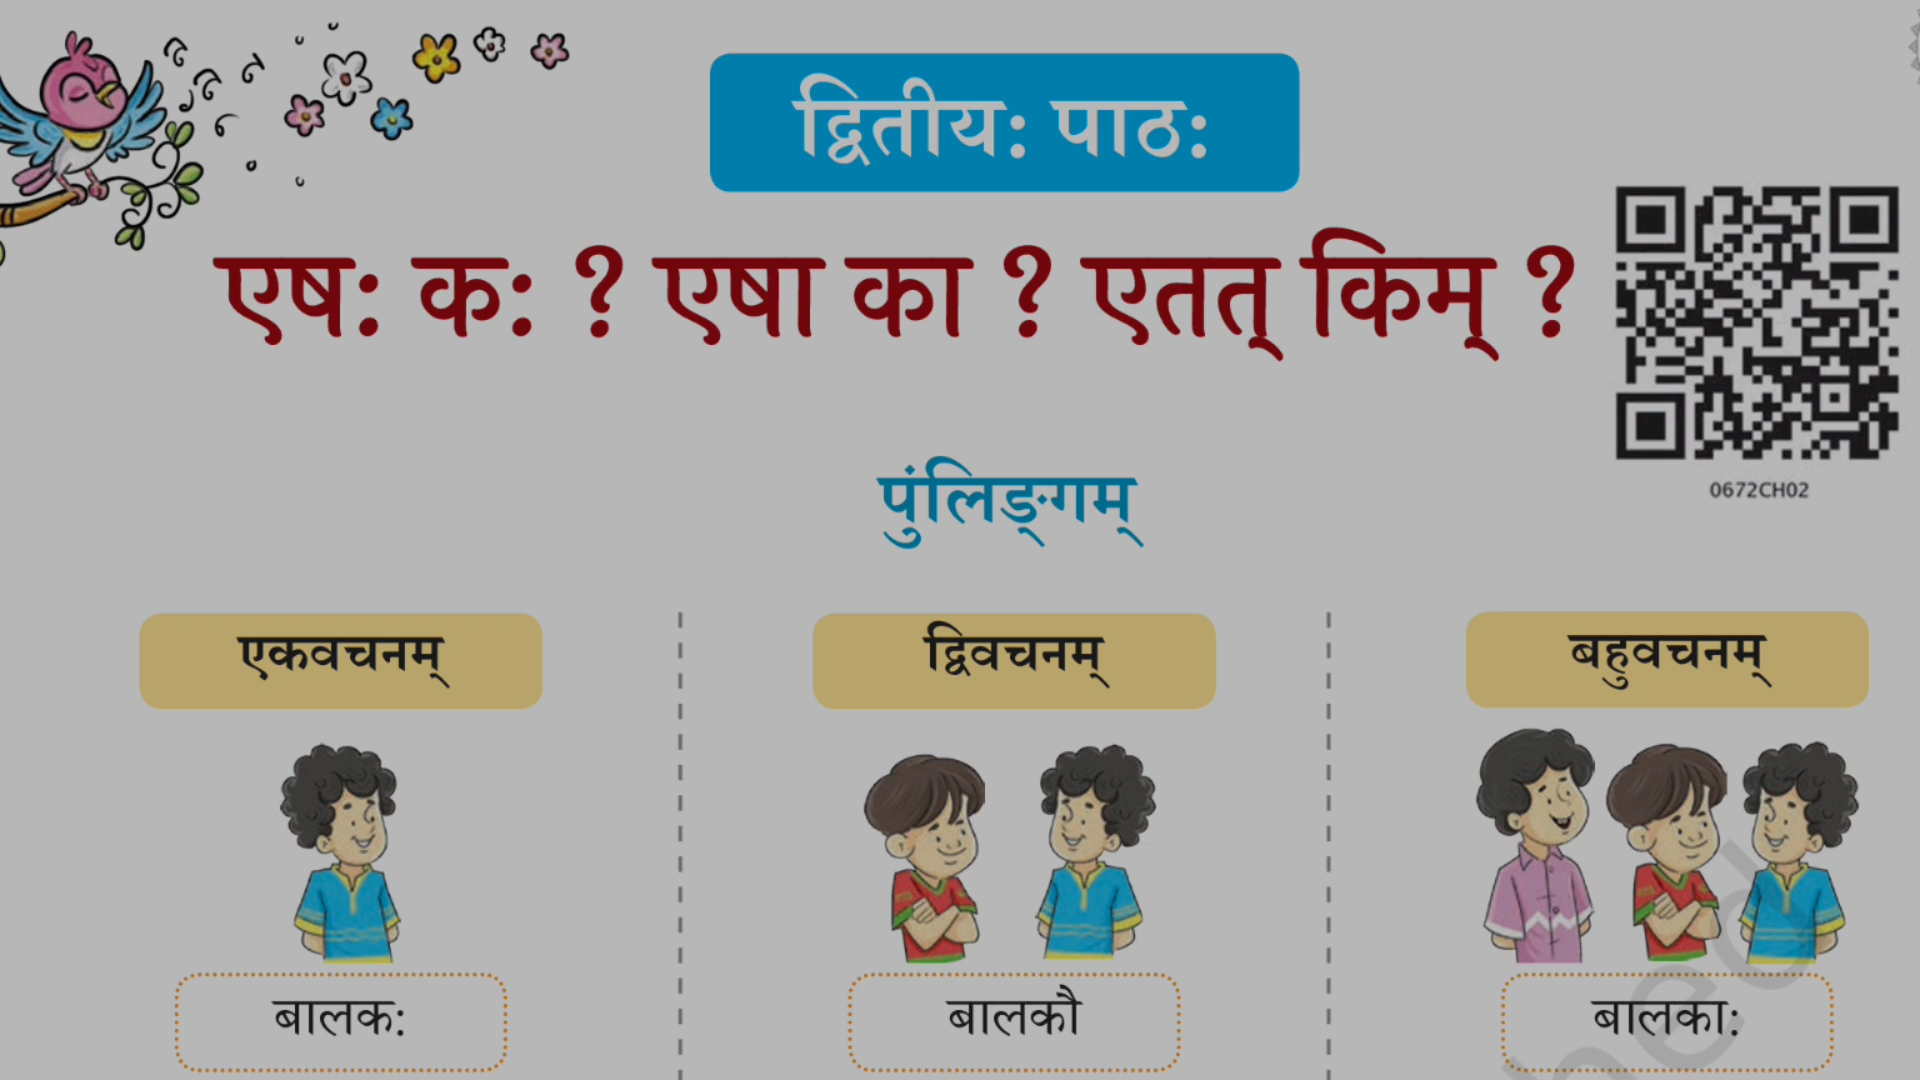 द्वितीय: पाठ:
एष: क: ? एषा का ? एतत् किम् ?
0672CH02
पुंलिङ्गम्
एकवचनम् द्विवचनम् बहुवचनम्
बालक: बालकौ बालका: